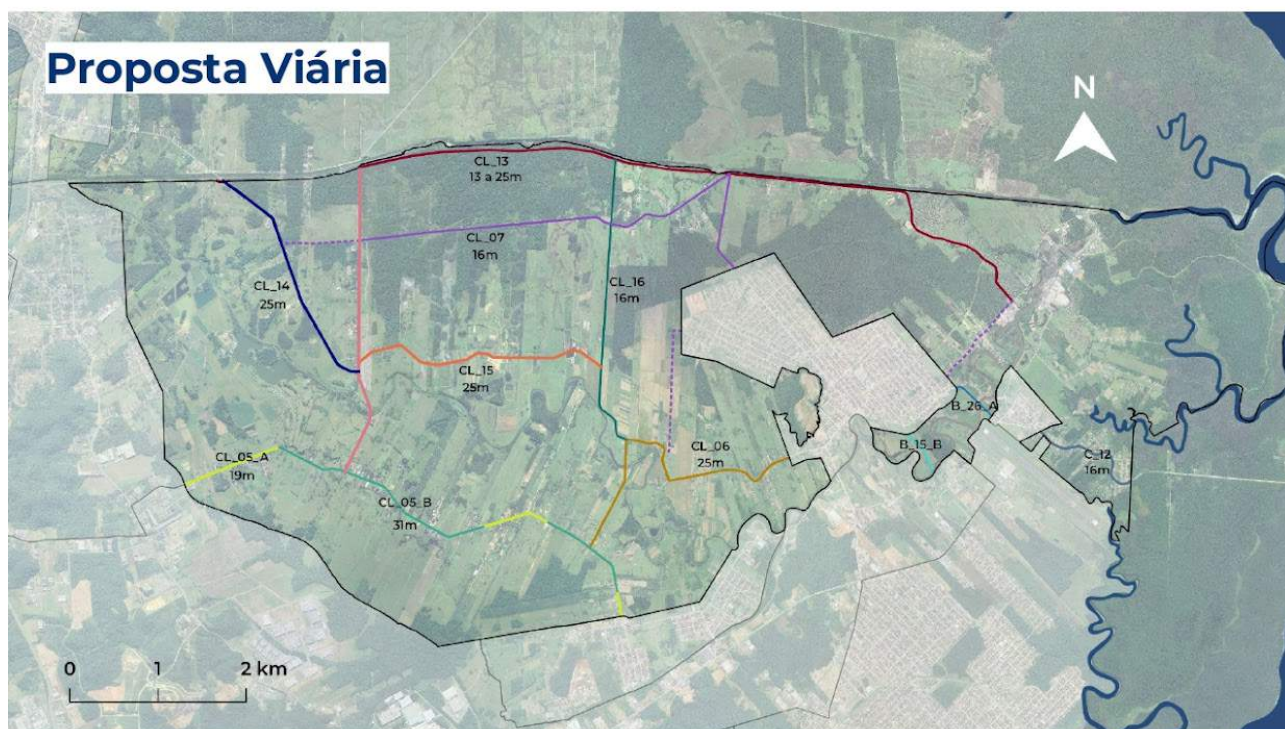 Proposta Viária
N
CL_13
13 a 25m
CL_07
16m
CL_14
25m
CL_16
16m
CL_15
25m
B_26_A
CL_06
25m
B_15_B
C_12
16m
CL_05_A
19m
CL_05_B
31m
0 1 2 km